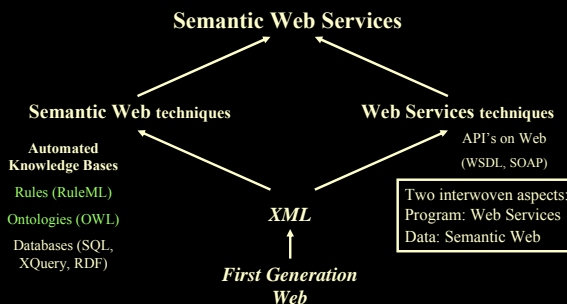 Semantic Web Services
Semantic Web techniques
Web Services techniques
Automated
Knowledge Bases
Rules (RuleML)
Ontologies (OWL)
Databases (SQL,
XQuery, RDF)
API's on Web
(WSDL, SOAP)
Two interwoven aspects:
Program: Web Services
Data: Semantic Web
XML
First Generation
Web